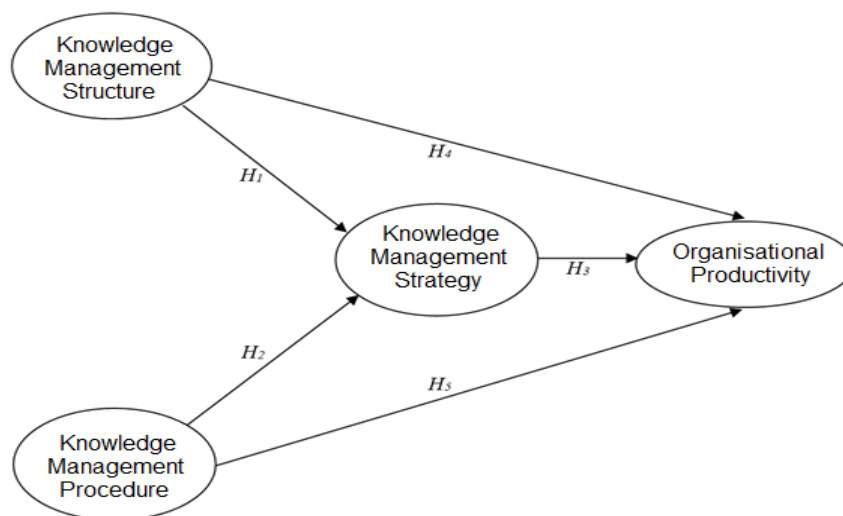 Knowledge
Management
Structure
H4
H1
Knowledge
Management
Strategy
H3
Organisational
Productivity
H2
H5
Knowledge
Management
Procedure